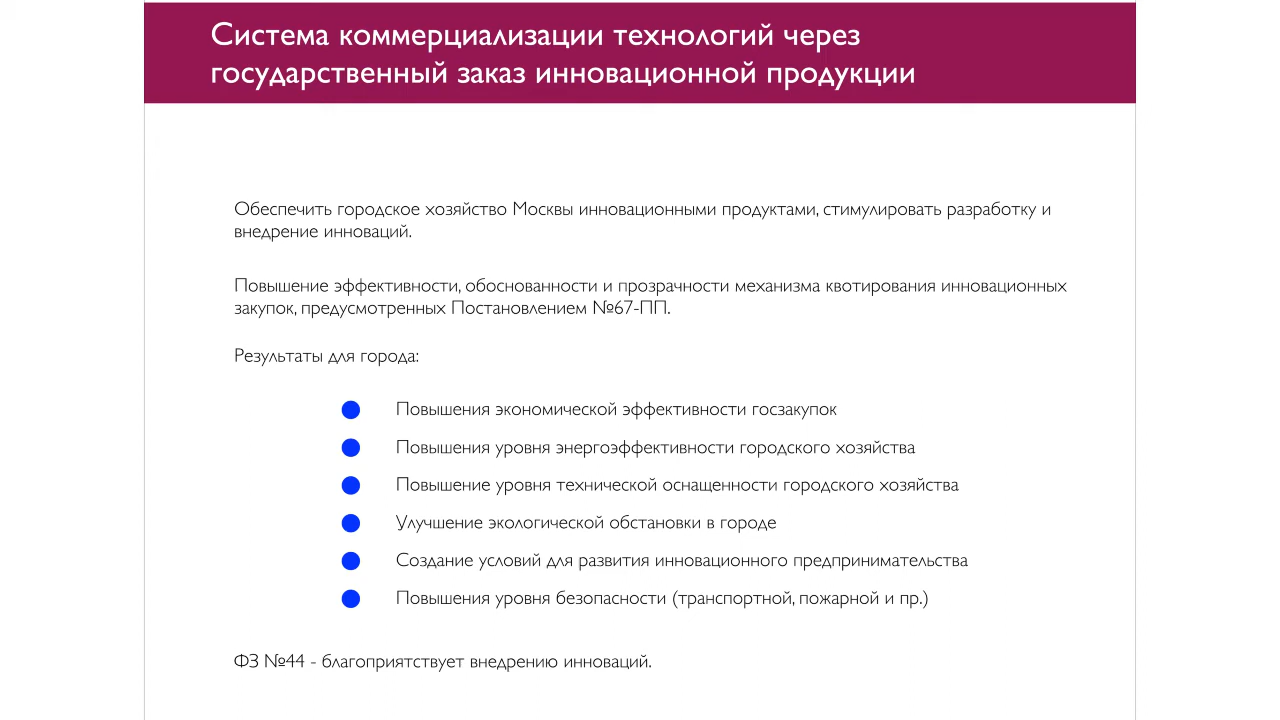 Система коммерциализации технологий через
государственный заказ инновационной продукции
Обеспечить городское хозяйство Москвы инновационными продуктами, стимулировать разработку и
внедрение инноваций.
Повышение эффективности, обоснованности и прозрачности механизма квотирования инновационных
закупок, предусмотренных Постановлением №67-ПП.
Результаты для города:
Повышения экономической эффективности госзакупок
Повышения уровня энергоэффективности городского хозяйства
Повышение уровня технической оснащенности городского хозяйства
Улучшение экологической обстановки в городе
Создание условий для развития инновационного предпринимательства
Повышения уровня безопасности (транспортной, пожарной и пр.)
ФЗ №44 - благоприятствует внедрению инноваций.